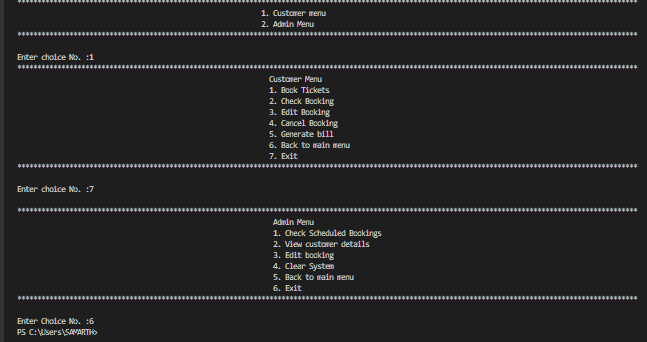 1. Customer menu
2. Admin Menu
Enter choice No. :1
Customer Menu
1. Book Tickets
2. Check Booking
3. Edit Booking
4. Cancel Booking
5. Generate bill
6. Back to main menu
7. Exit
Enter choice No. :7
Admin Menu
1. Check Scheduled Bookings
2. View customer details
3. Edit booking
4. Clear System
5. Back to main menu
6. Exit
Enter Choice No. :6
PS C:\Users\SAMARTH>